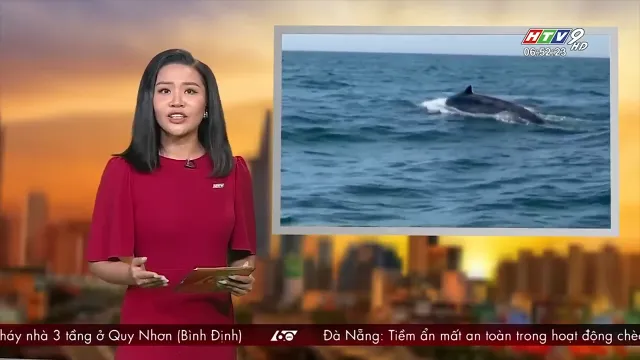 HTV9 HD
06:52:23
háy nhà 3 tầng ở Quy Nhơn (Bình Định)
60
Đà Nẵng: Tiềm ẩn mất an toàn trong hoạt động chè